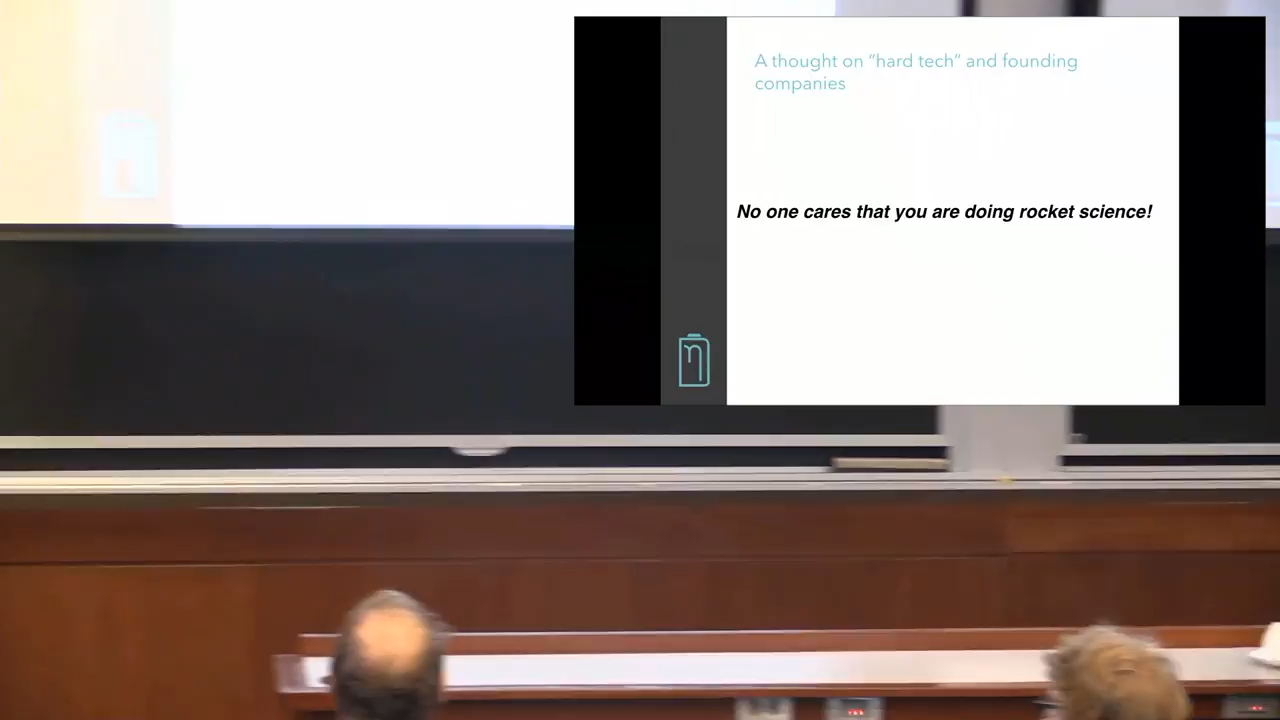 A thought on “hard tech” and founding
companies
No one cares that you are doing rocket science!
η